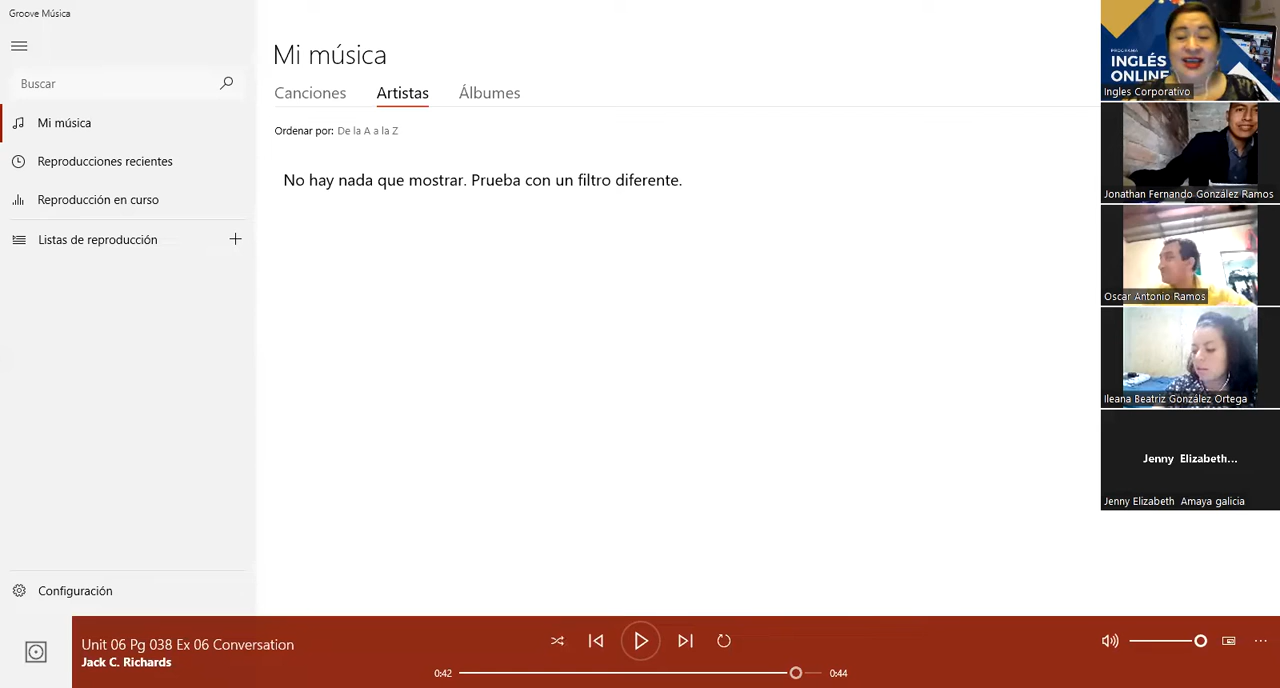 Groove Música
Buscar
Mi música
Reproducciones recientes
Reproducción en curso
Listas de reproducción
Configuración
Mi música
Canciones
Artistas
Álbumes
Ordenar por: De la A a la Z
No hay nada que mostrar. Prueba con un filtro diferente.
PROGRAMA
INGLÉS
ONLINE
Ingles Corporativo
Jonathan Fernando González Ramos
Oscar Antonio Ramos
Ileana Beatriz González Ortega
Jenny Elizabeth...
Jenny Elizabeth Amaya galicia
Unit 06 Pg 038 Ex 06 Conversation
Jack C. Richards
0:42
0:44